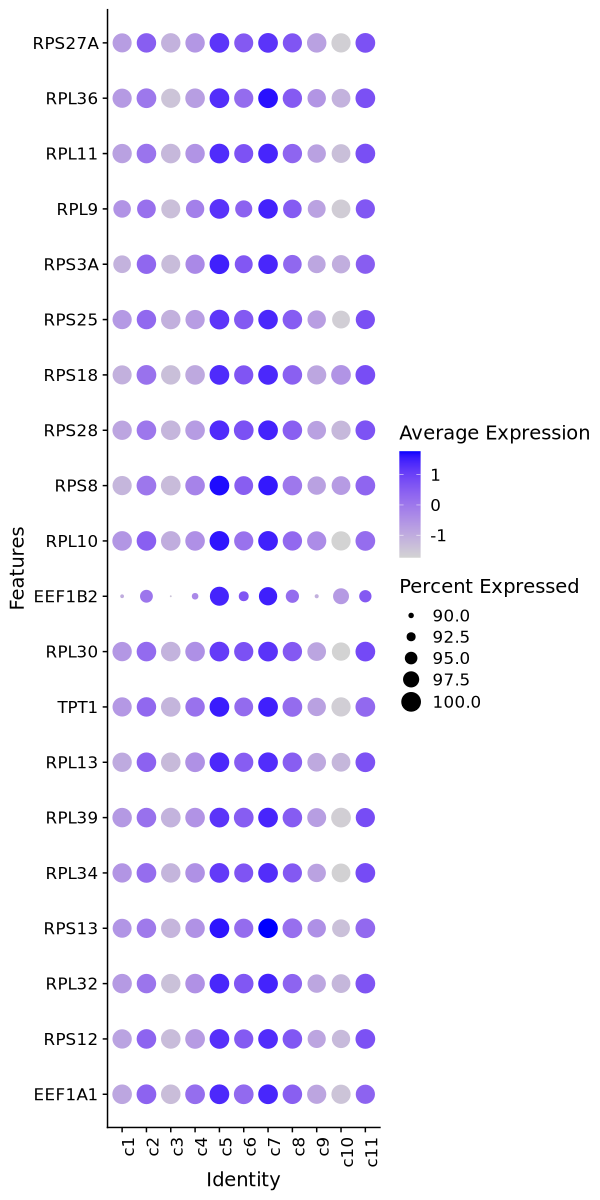 RPS27A
RPL36
RPL11
RPL9
RPS3A
RPS25
RPS18
RPS28
RPS8
RPL10
EEF1B2
RPL30
TPT1
RPL13
RPL39
RPL34
RPS13
RPL32
RPS12
EEF1A1
Features
c1 c2 c3 c4 c5 c6 c7 c8 c9 c10 c11
Identity
Average Expression
1
0
-1
Percent Expressed
90.0
92.5
95.0
97.5
100.0